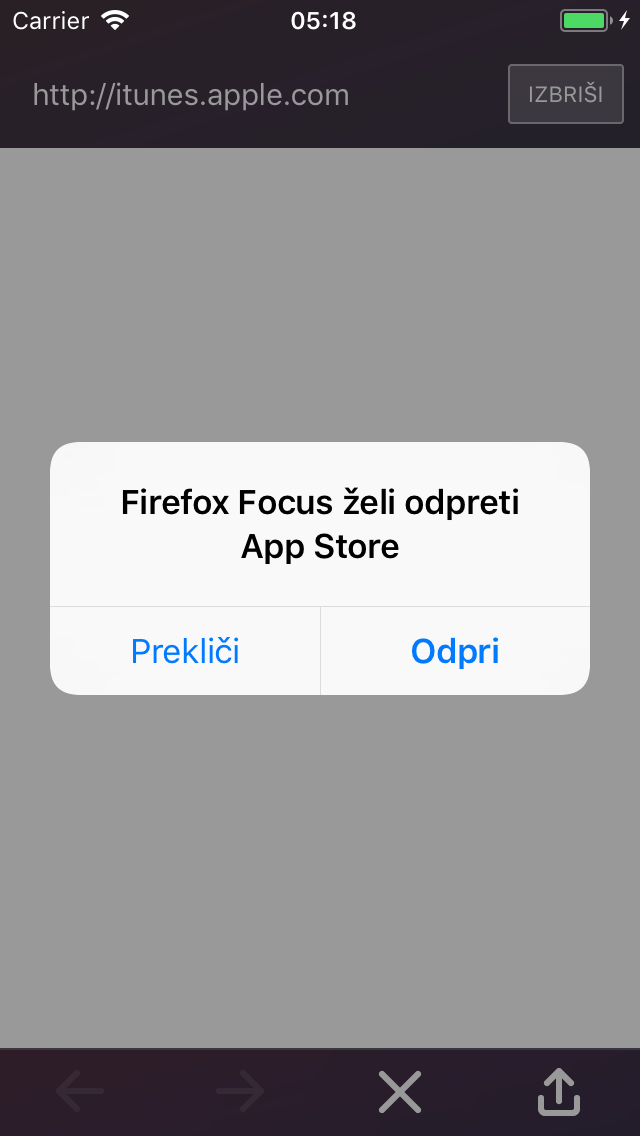 Carrier 05:18
http://itunes.apple.com IZBRIŠI
Firefox Focus želi odpreti
App Store
Prekliči Odpri